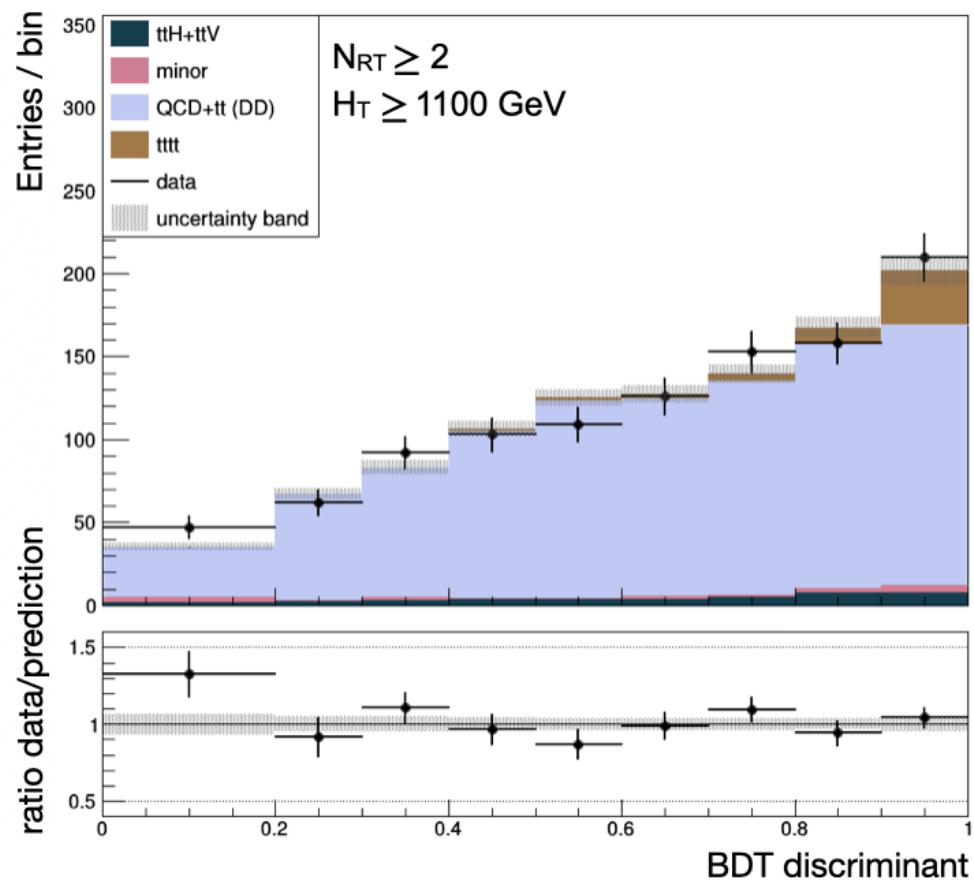 Entries / bin
350
300
250
200
150
100
50
0
ttH+ttV
minor
QCD+tt (DD)
tttt
data
uncertainty band
N_RT ≥ 2
H_T ≥ 1100 GeV
ratio data/prediction
1.5
1
0.5
0 0.2 0.4 0.6 0.8 1
BDT discriminant